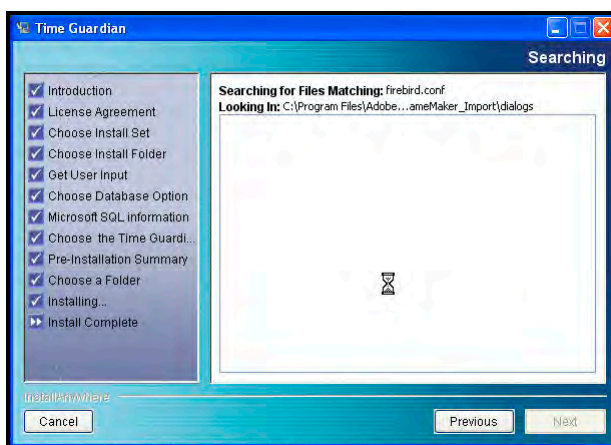 Time Guardian
Searching
Introduction
License Agreement
Choose Install Set
Choose Install Folder
Get User Input
Choose Database Option
Microsoft SQL information
Choose the Time Guardi...
Pre-Installation Summary
Choose a Folder
Installing...
Install Complete
Searching for Files Matching: firebird.conf
Looking In: C:\Program Files\Adobe...ameMaker_Import\dialogs
InstallAnywhere
Cancel
Previous
Next